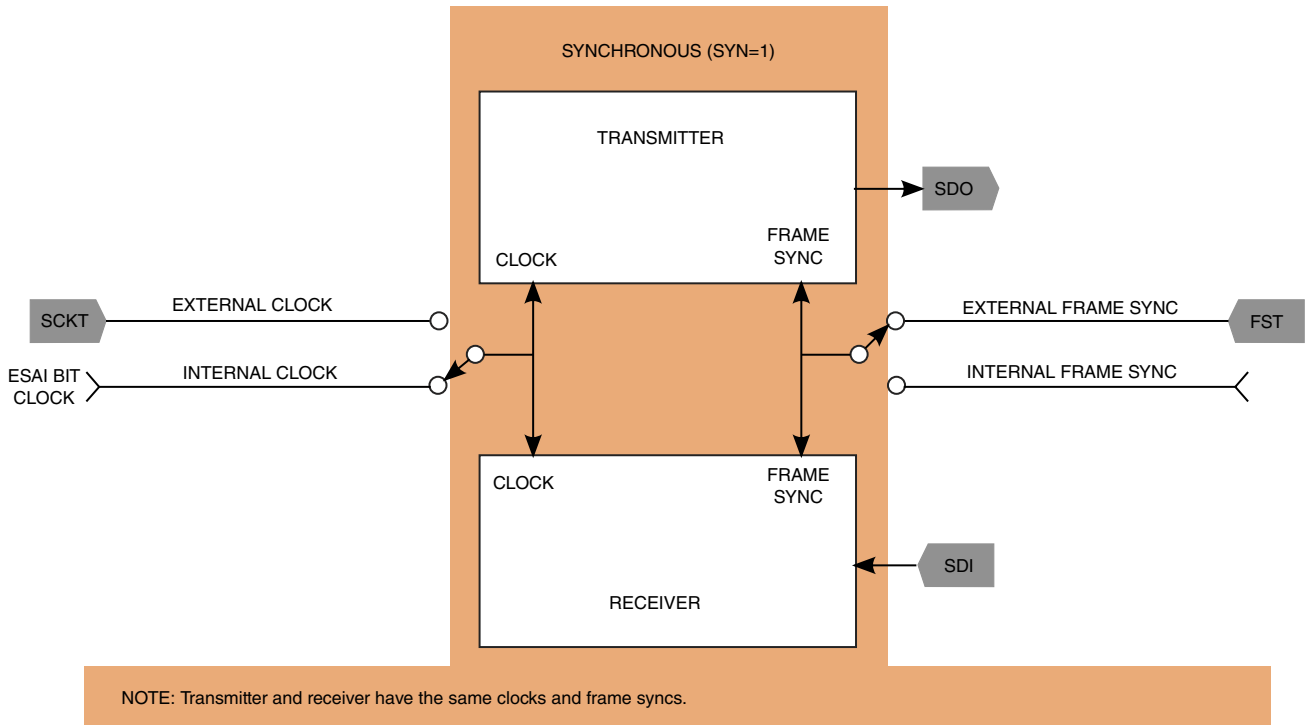 SYNCHRONOUS (SYN=1)
TRANSMITTER
SDO
FRAME
SYNC
CLOCK
EXTERNAL CLOCK
EXTERNAL FRAME SYNC
SCKT
FST
INTERNAL CLOCK
INTERNAL FRAME SYNC
ESAI BIT
CLOCK
CLOCK
FRAME
SYNC
SDI
RECEIVER
NOTE: Transmitter and receiver have the same clocks and frame syncs.